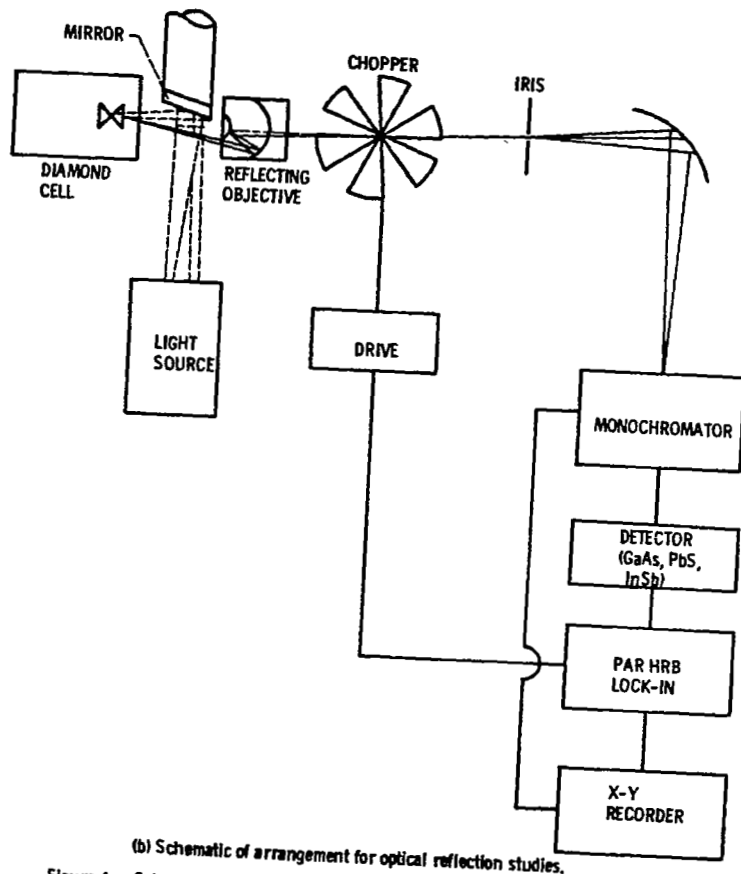 MIRROR
CHOPPER
IRIS
DIAMOND
CELL
REFLECTING
OBJECTIVE
LIGHT
SOURCE
DRIVE
MONOCHROMATOR
DETECTOR
(GaAs, PbS,
InSb)
PAR HRB
LOCK-IN
X-Y
RECORDER
(b) Schematic of arrangement for optical reflection studies.